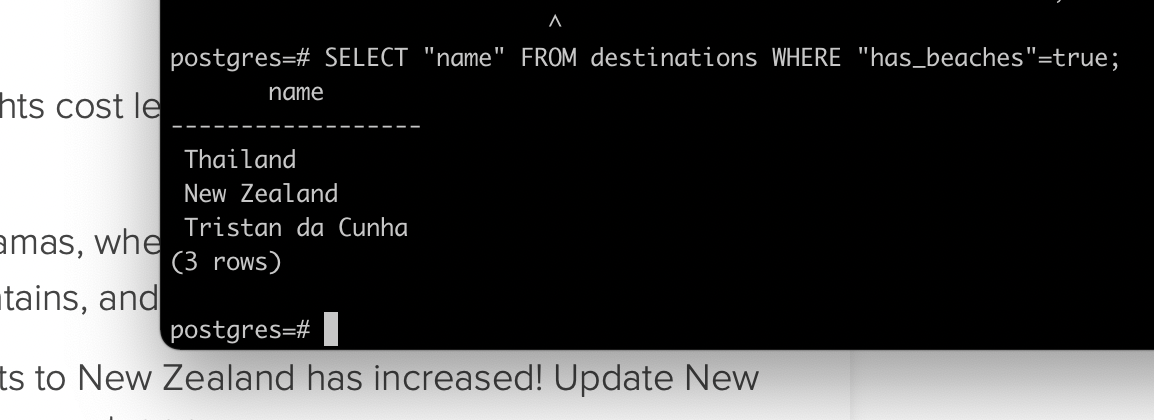 ^
postgres=# SELECT "name" FROM destinations WHERE "has_beaches"=true;
name
------------------
Thailand
New Zealand
Tristan da Cunha
(3 rows)
postgres=#
hts cost le
amas, whe
ntains, and
ts to New Zealand has increased! Update New